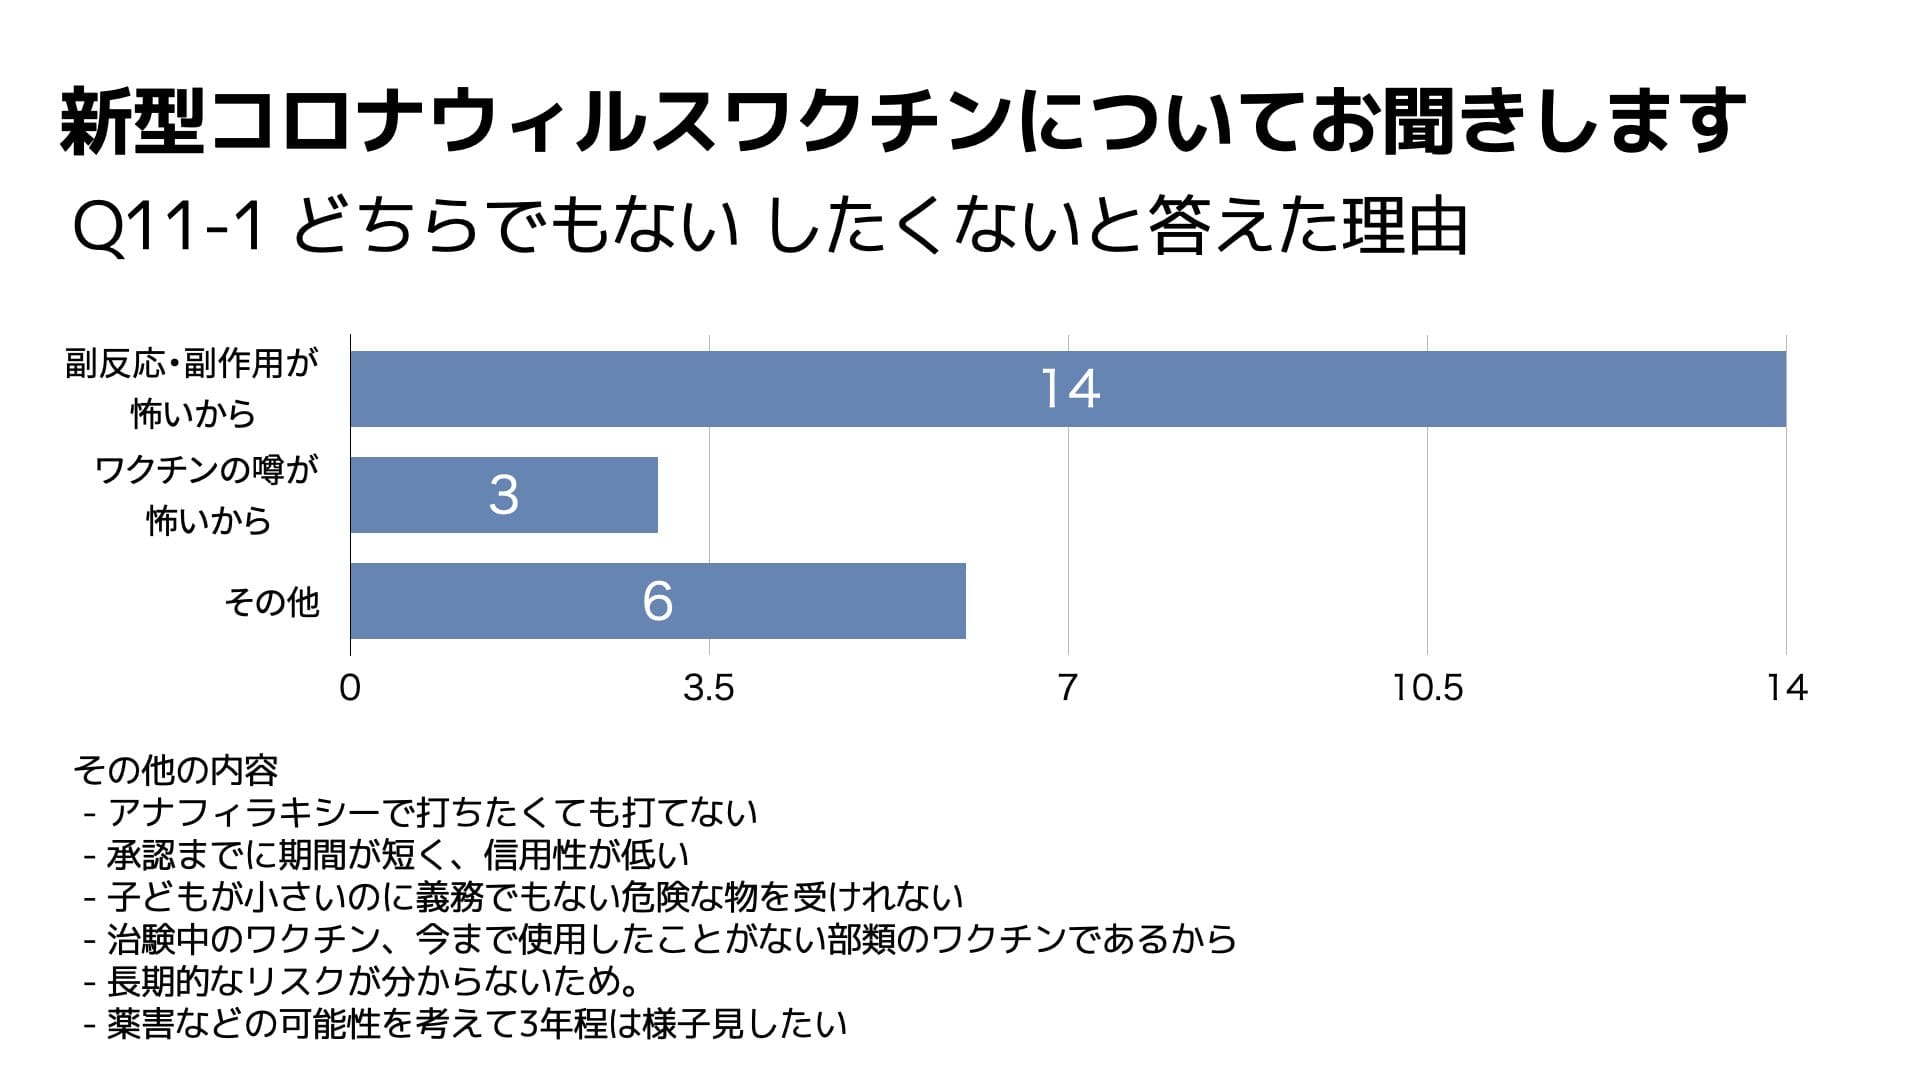 新型コロナウィルスワクチンについてお聞きします
Q11-1 どちらでもない したくないと答えた理由
副反応・副作用が
怖いから
14
ワクチンの噂が
怖いから
3
その他
6
0 3.5 7 10.5 14
その他の内容
- アナフィラキシーで打ちたくても打てない
- 承認までに期間が短く、信用性が低い
- 子どもが小さいのに義務でもない危険な物を受けれない
- 治験中のワクチン、今まで使用したことがない部類のワクチンであるから
- 長期的なリスクが分からないため。
- 薬害などの可能性を考えて3年程は様子見したい